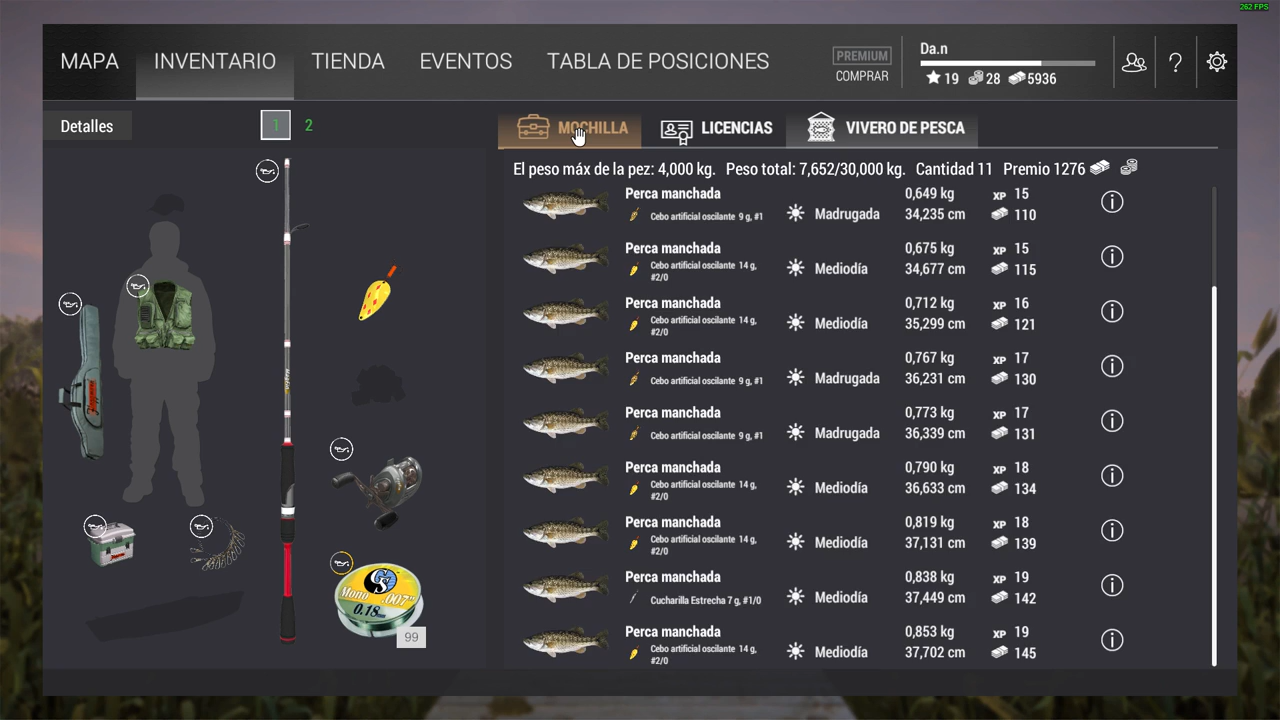 262 FPS
MAPA
INVENTARIO
TIENDA
EVENTOS
TABLA DE POSICIONES
PREMIUM
COMPRAR
Da.n
19
28
5936
?
Detalles
1
2
MOCHILLA
LICENCIAS
VIVERO DE PESCA
El peso máx de la pez: 4,000 kg. Peso total: 7,652/30,000 kg. Cantidad 11 Premio 1276
Perca manchada 0,649 kg XP 15
Cebo artificial oscilante 9 g, #1 Madrugada 34,235 cm 110
Perca manchada 0,675 kg XP 15
Cebo artificial oscilante 14 g,
#2/0 Mediodía 34,677 cm 115
Perca manchada 0,712 kg XP 16
Cebo artificial oscilante 14 g,
#2/0 Mediodía 35,299 cm 121
Perca manchada 0,767 kg XP 17
Cebo artificial oscilante 9 g, #1 Madrugada 36,231 cm 130
Perca manchada 0,773 kg XP 17
Cebo artificial oscilante 9 g, #1 Madrugada 36,339 cm 131
Perca manchada 0,790 kg XP 18
Cebo artificial oscilante 14 g,
#2/0 Mediodía 36,633 cm 134
Perca manchada 0,819 kg XP 18
Cebo artificial oscilante 14 g,
#2/0 Mediodía 37,131 cm 139
Perca manchada 0,838 kg XP 19
Cucharilla Estrecha 7 g, #1/0 Mediodía 37,449 cm 142
Perca manchada 0,853 kg XP 19
Cebo artificial oscilante 14 g,
#2/0 Mediodía 37,702 cm 145
Mono .007"
0.18
99